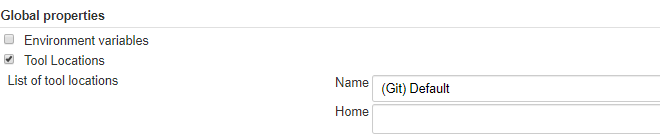 Global properties
Environment variables
Tool Locations
List of tool locations
Name (Git) Default
Home